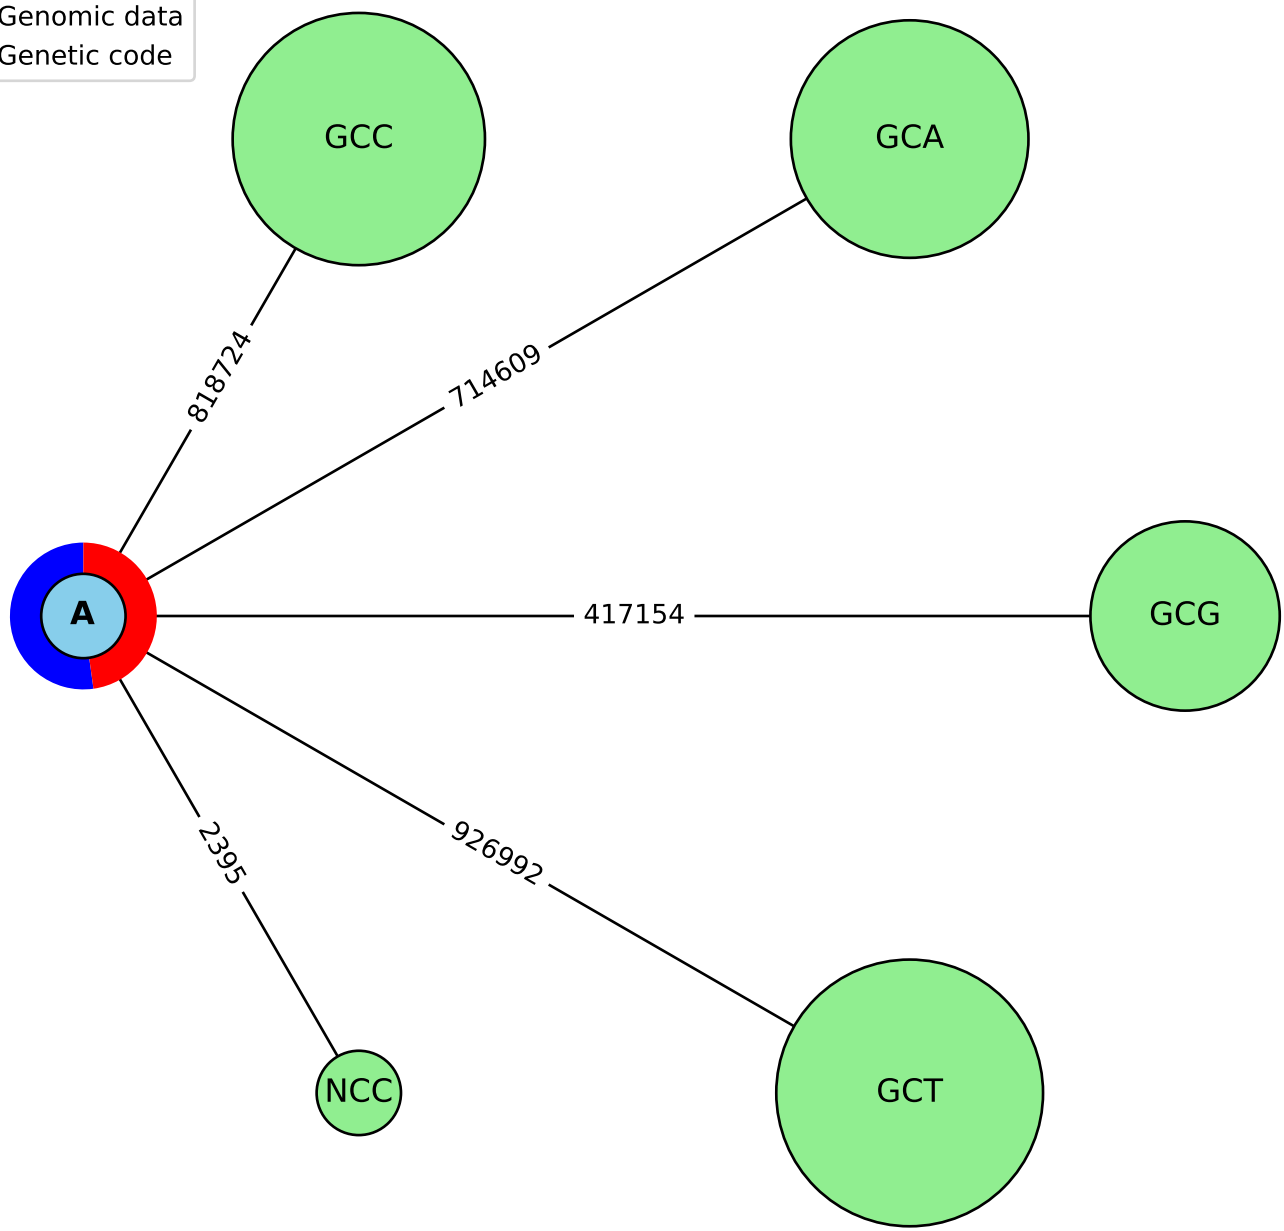 Genomic data
Genetic code
GCC
GCA
818724
714609
A
417154
GCG
2395
926992
NCC
GCT